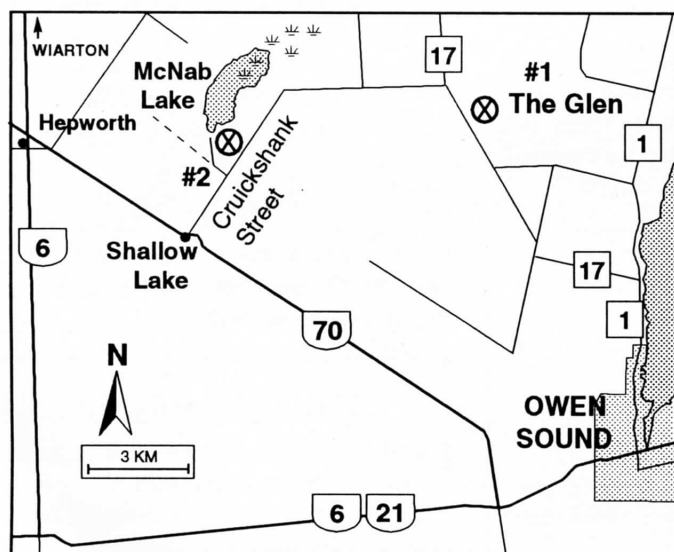 WIARTON
McNab
Lake
Hepworth
17
#1
The Glen
1
#2
Cruickshank
Street
6
Shallow
Lake
17
1
70
N
3 KM
OWEN
SOUND
6
21